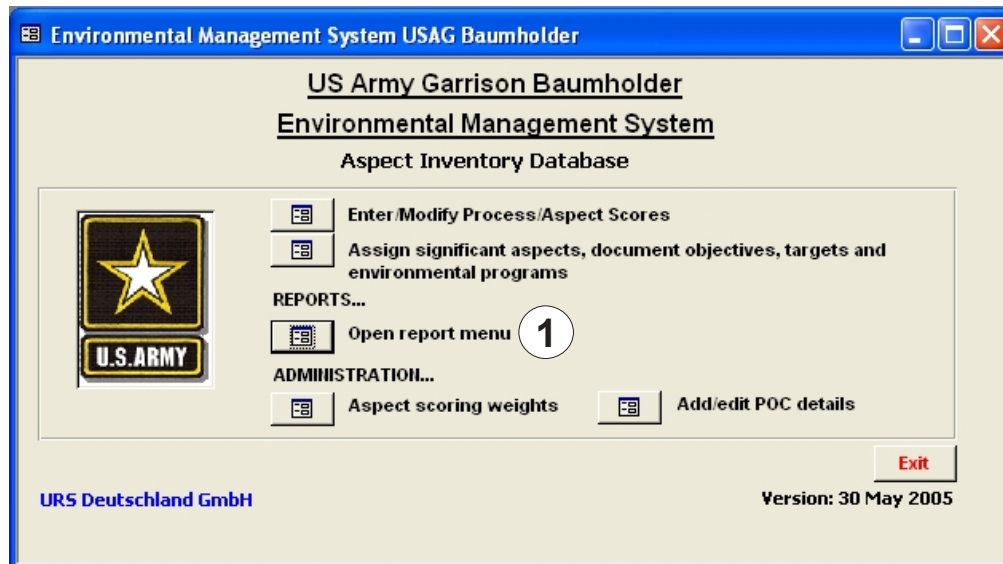 Environmental Management System USAG Baumholder
US Army Garrison Baumholder
Environmental Management System
Aspect Inventory Database
Enter/Modify Process/Aspect Scores
Assign significant aspects, document objectives, targets and
environmental programs
REPORTS...
Open report menu 1
U.S.ARMY
ADMINISTRATION...
Aspect scoring weights Add/edit POC details
Exit
URS Deutschland GmbH Version: 30 May 2005